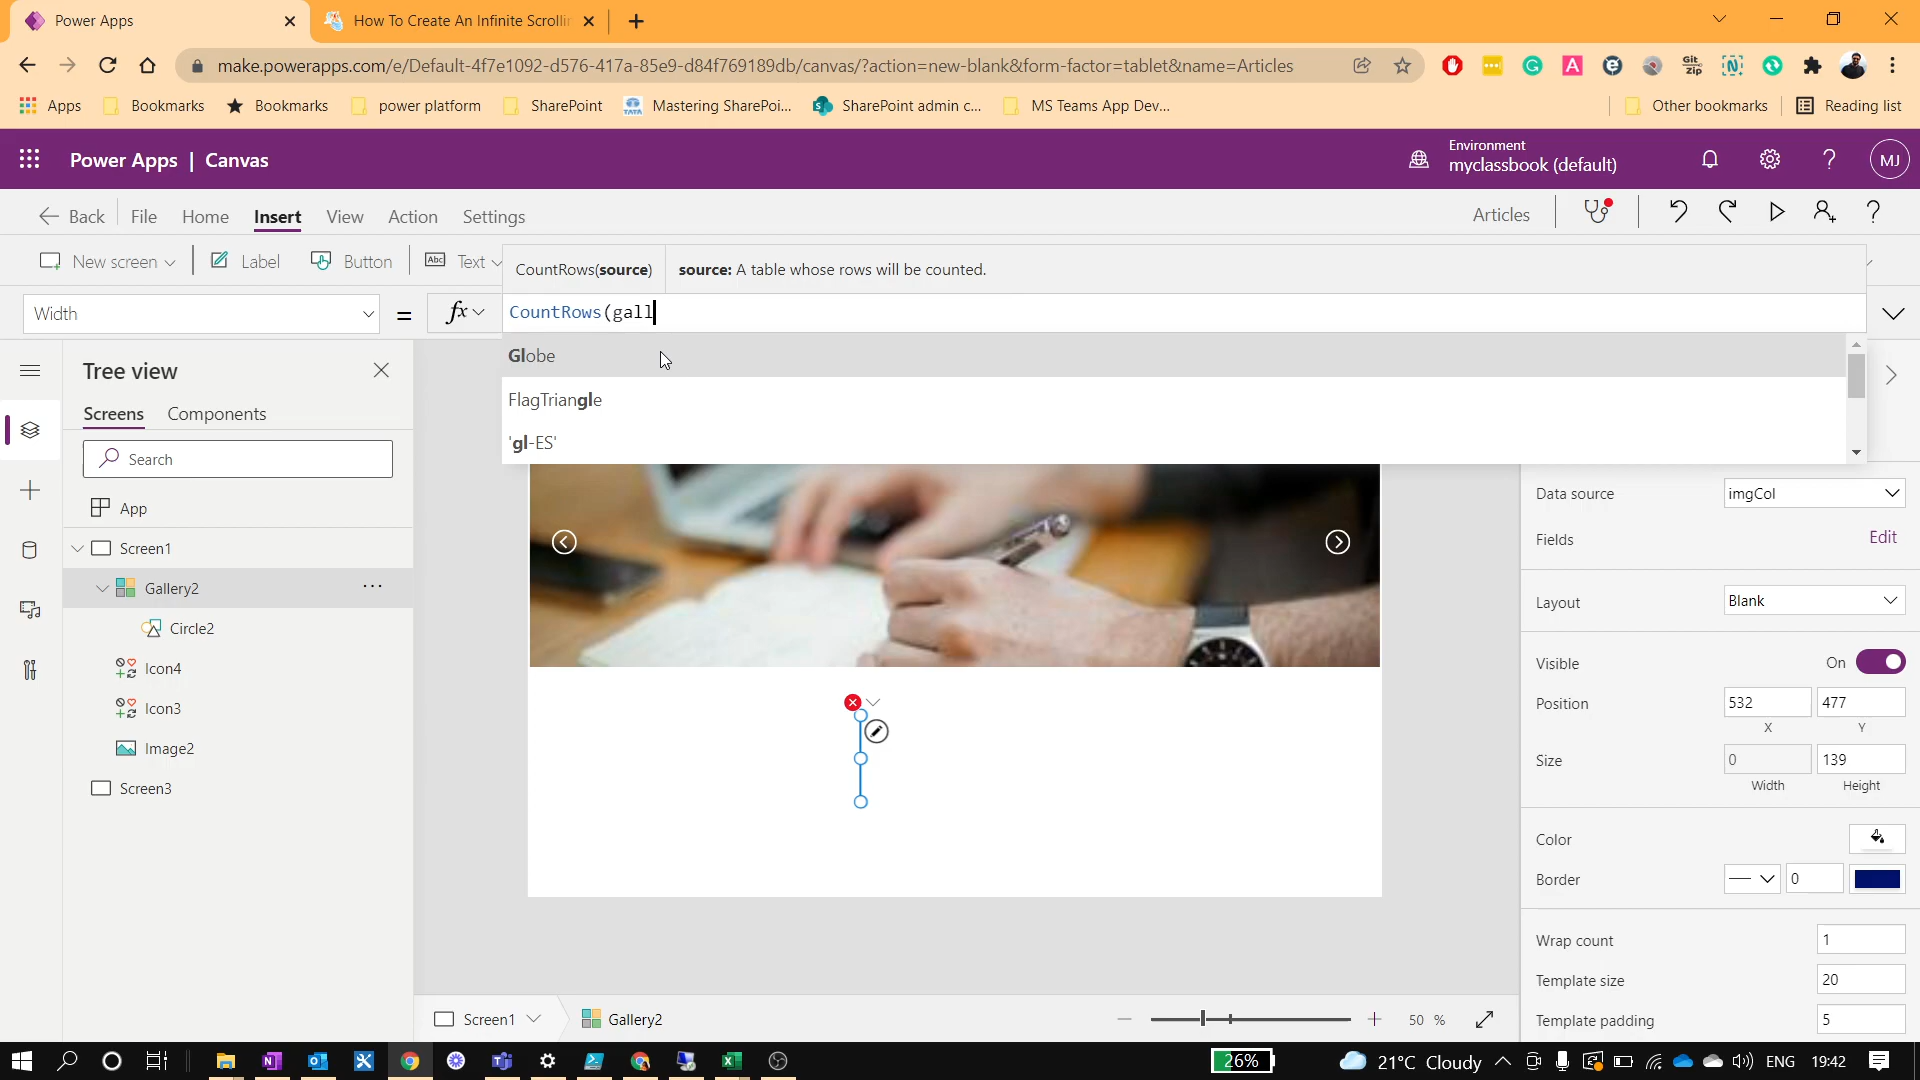 Power Apps
How To Create An Infinite Scrollin
make.powerapps.com/e/Default-4f7e1092-d576-417a-85e9-d84f769189db/canvas/?action=new-blank&form-factor=tablet&name=Articles
Git
zip
Apps
Bookmarks
Bookmarks
power platform
SharePoint
TATA
Mastering SharePoi...
SharePoint admin c...
MS Teams App Dev...
Other bookmarks
Reading list
Power Apps | Canvas
Environment
myclassbook (default)
MJ
Back
File
Home
Insert
View
Action
Settings
Articles
New screen
Label
Button
Abc
Text
CountRows(source)
source: A table whose rows will be counted.
Width
=
fx
CountRows(gall
Globe
FlagTriangle
'gl-ES'
Tree view
Screens
Components
Search
App
Screen1
Gallery2
Circle2
Icon4
Icon3
Image2
Screen3
Data source
imgCol
Fields
Edit
Layout
Blank
Visible
On
Position
532
477
X
Y
Size
0
139
Width
Height
Color
Border
0
Wrap count
1
Template size
20
Template padding
5
Screen1
Gallery2
50 %
26%
21°C Cloudy
ENG
19:42